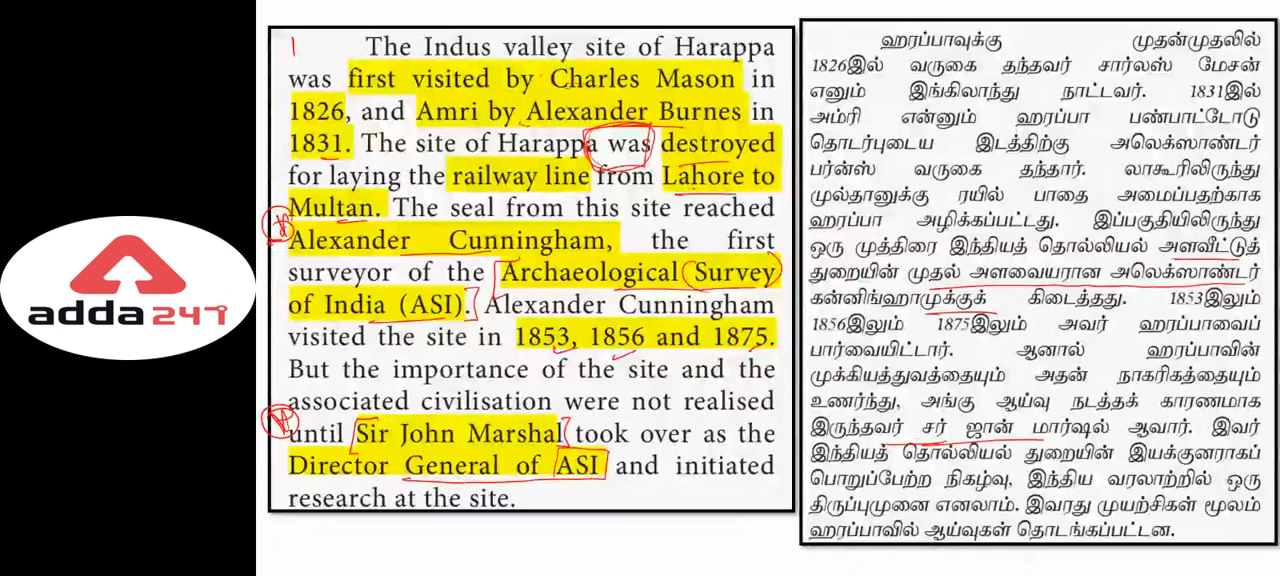 adda247
1
The Indus valley site of Harappa
was first visited by Charles Mason in
1826, and Amri by Alexander Burnes in
1831. The site of Harappa was destroyed
for laying the railway line from Lahore to
Multan. The seal from this site reached
Alexander Cunningham, the first
surveyor of the Archaeological Survey
of India (ASI). Alexander Cunningham
visited the site in 1853, 1856 and 1875.
But the importance of the site and the
associated civilisation were not realised
until Sir John Marshal took over as the
Director General of ASI and initiated
research at the site.
ஹரப்பாவுக்கு முதன்முதலில்
1826இல் வருகை தந்தவர் சார்லஸ் மேசன்
எனும் இங்கிலாந்து நாட்டவர். 1831இல்
அம்ரி என்னும் ஹரப்பா பண்பாட்டோடு
தொடர்புடைய இடத்திற்கு அலெக்ஸாண்டர்
பர்ன்ஸ் வருகை தந்தார். லாகூரிலிருந்து
முல்தானுக்கு ரயில் பாதை அமைப்பதற்காக
ஹரப்பா அழிக்கப்பட்டது. இப்பகுதியிலிருந்து
ஒரு முத்திரை இந்தியத் தொல்லியல் அளவீட்டுத்
துறையின் முதல் அளவையரான அலெக்ஸாண்டர்
கன்னிங்ஹாமுக்குக் கிடைத்தது. 1853இலும்
1856இலும் 1875இலும் அவர் ஹரப்பாவைப்
பார்வையிட்டார். ஆனால் ஹரப்பாவின்
முக்கியத்துவத்தையும் அதன் நாகரிகத்தையும்
உணர்ந்து, அங்கு ஆய்வு நடத்தக் காரணமாக
இருந்தவர் சர் ஜான் மார்ஷல் ஆவார். இவர்
இந்தியத் தொல்லியல் துறையின் இயக்குனராகப்
பொறுப்பேற்ற நிகழ்வு, இந்திய வரலாற்றில் ஒரு
திருப்புமுனை எனலாம். இவரது முயற்சிகள் மூலம்
ஹரப்பாவில் ஆய்வுகள் தொடங்கப்பட்டன.